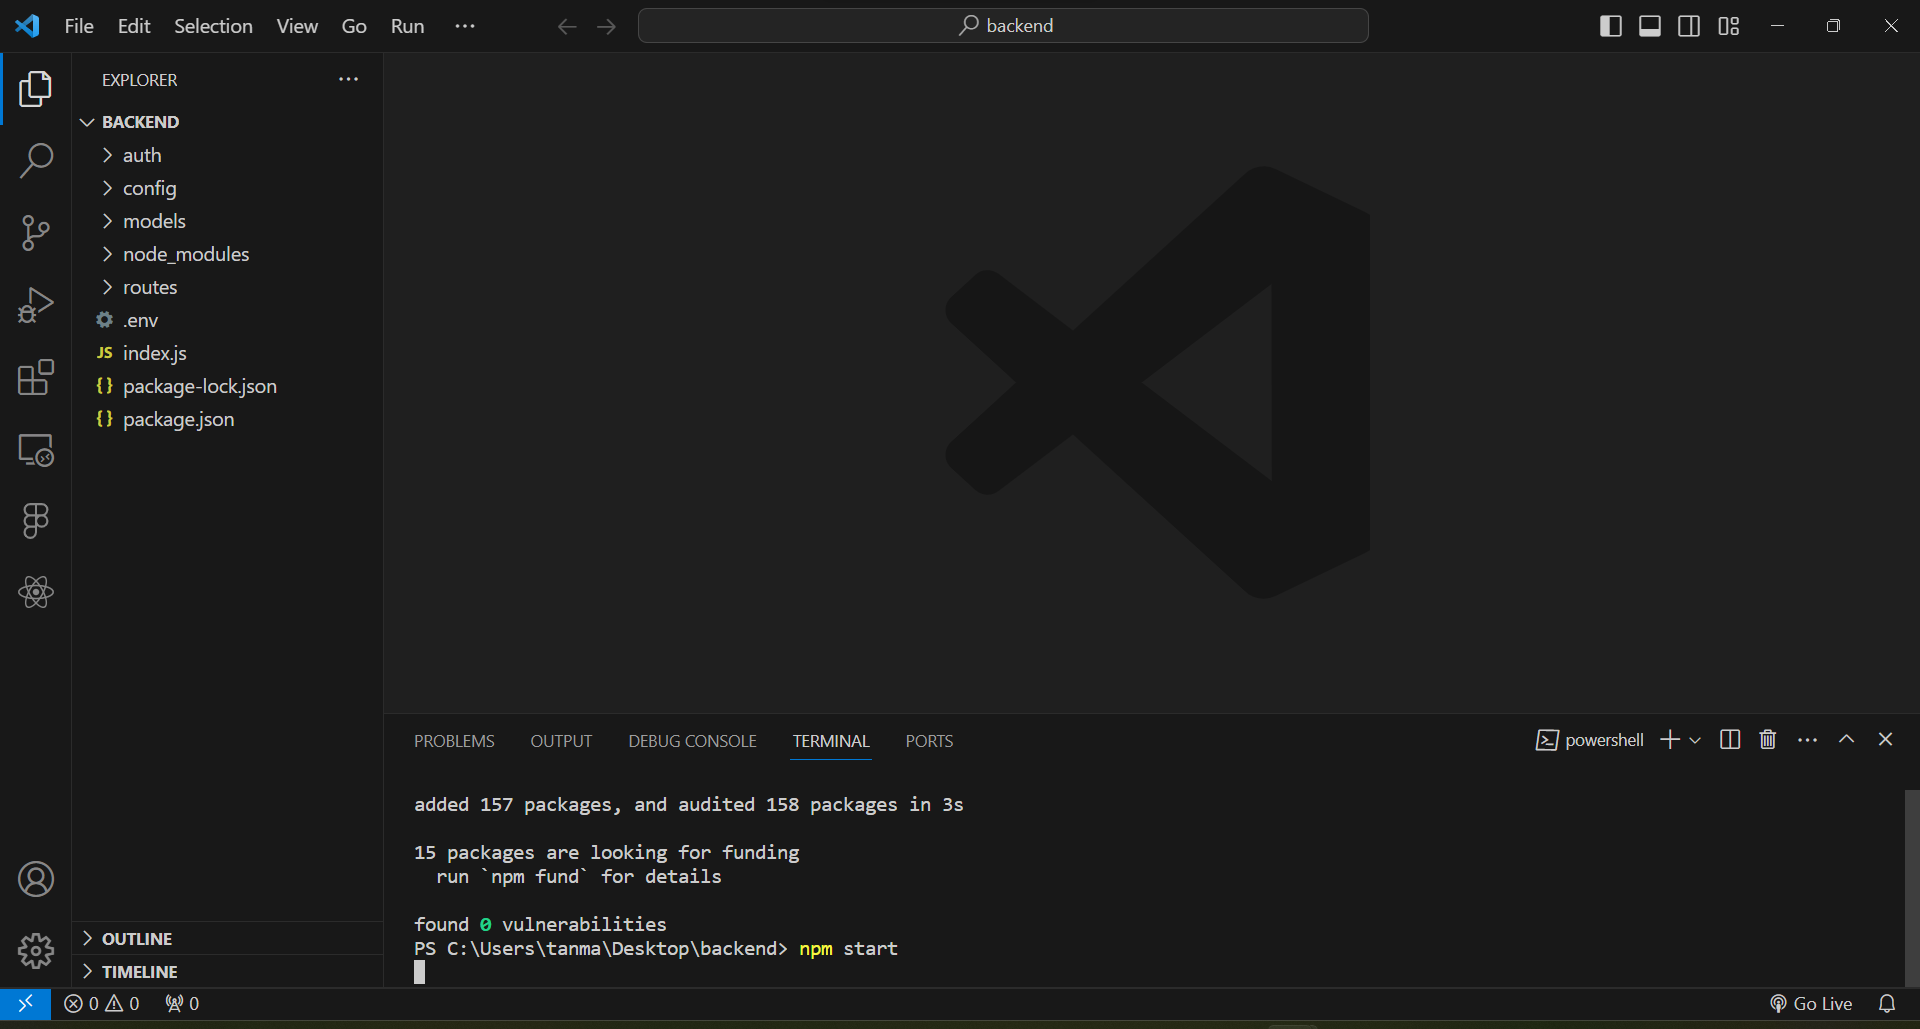 File Edit Selection View Go Run ···
backend
EXPLORER
BACKEND
auth
config
models
node_modules
routes
.env
JS index.js
{} package-lock.json
{} package.json
OUTLINE
TIMELINE
PROBLEMS OUTPUT DEBUG CONSOLE TERMINAL PORTS
powershell
added 157 packages, and audited 158 packages in 3s
15 packages are looking for funding
run `npm fund` for details
found 0 vulnerabilities
PS C:\Users\tanma\Desktop\backend> npm start
0 0 0
Go Live